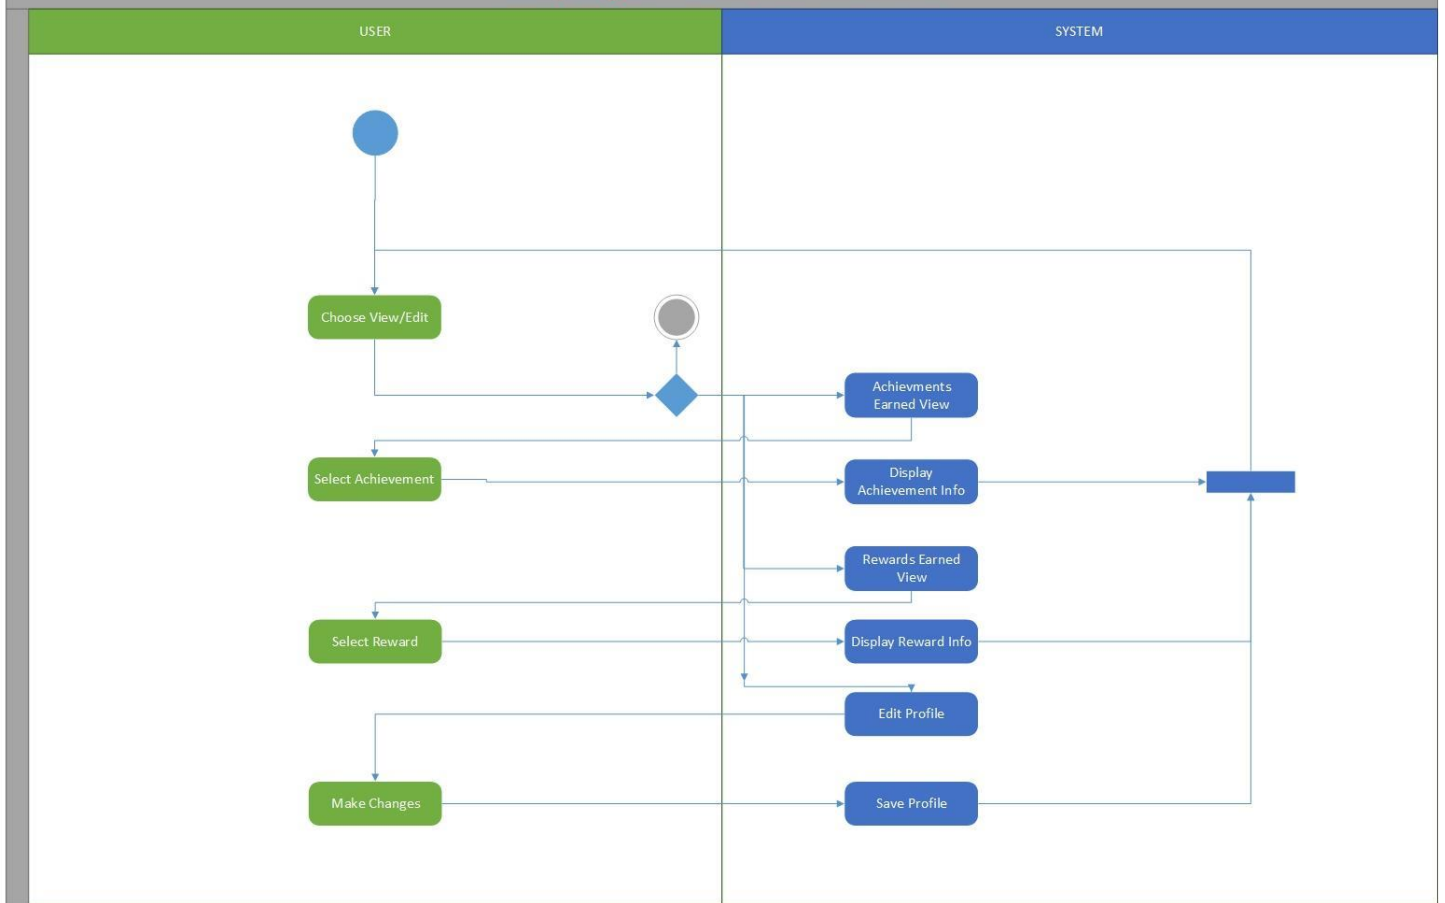 USER
SYSTEM
Choose View/Edit
Achievments
Earned View
Select Achievement
Display
Achievement Info
Rewards Earned
View
Select Reward
Display Reward Info
Edit Profile
Make Changes
Save Profile